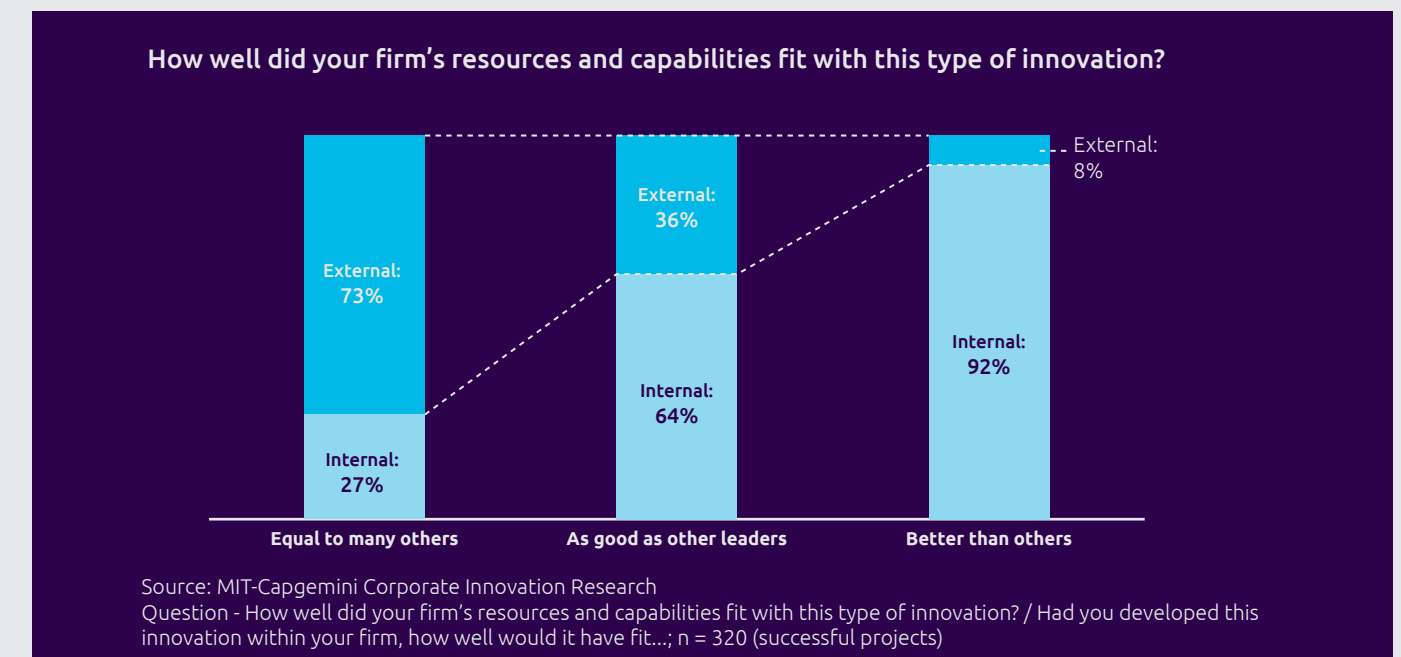 How well did your firm’s resources and capabilities fit with this type of innovation?
External:
73%
Internal:
27%
External:
36%
Internal:
64%
External:
8%
Internal:
92%
Equal to many others
As good as other leaders
Better than others
Source: MIT-Capgemini Corporate Innovation Research
Question - How well did your firm’s resources and capabilities fit with this type of innovation? / Had you developed this
innovation within your firm, how well would it have fit...; n = 320 (successful projects)